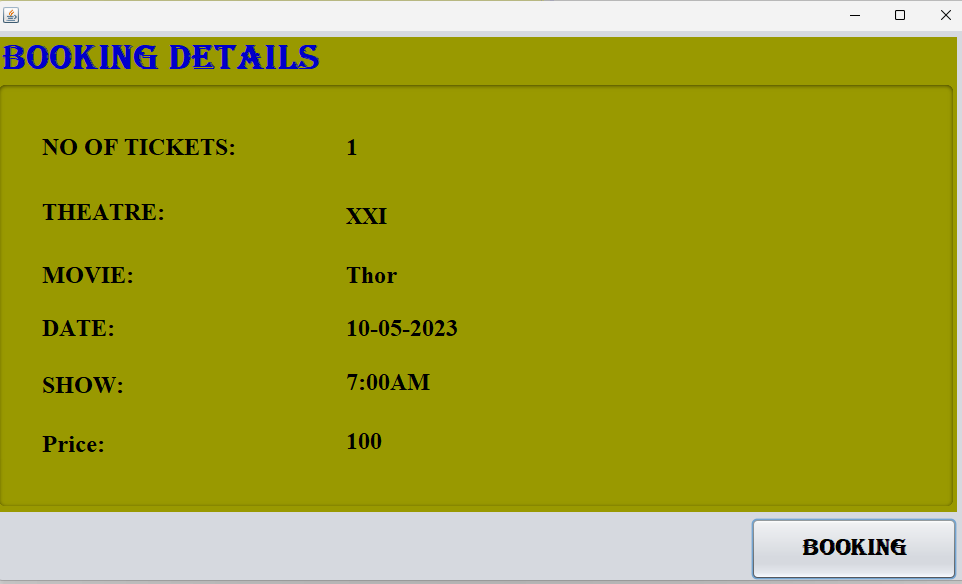 BOOKING DETAILS
NO OF TICKETS: 1
THEATRE: XXI
MOVIE: Thor
DATE: 10-05-2023
SHOW: 7:00AM
Price: 100
BOOKING